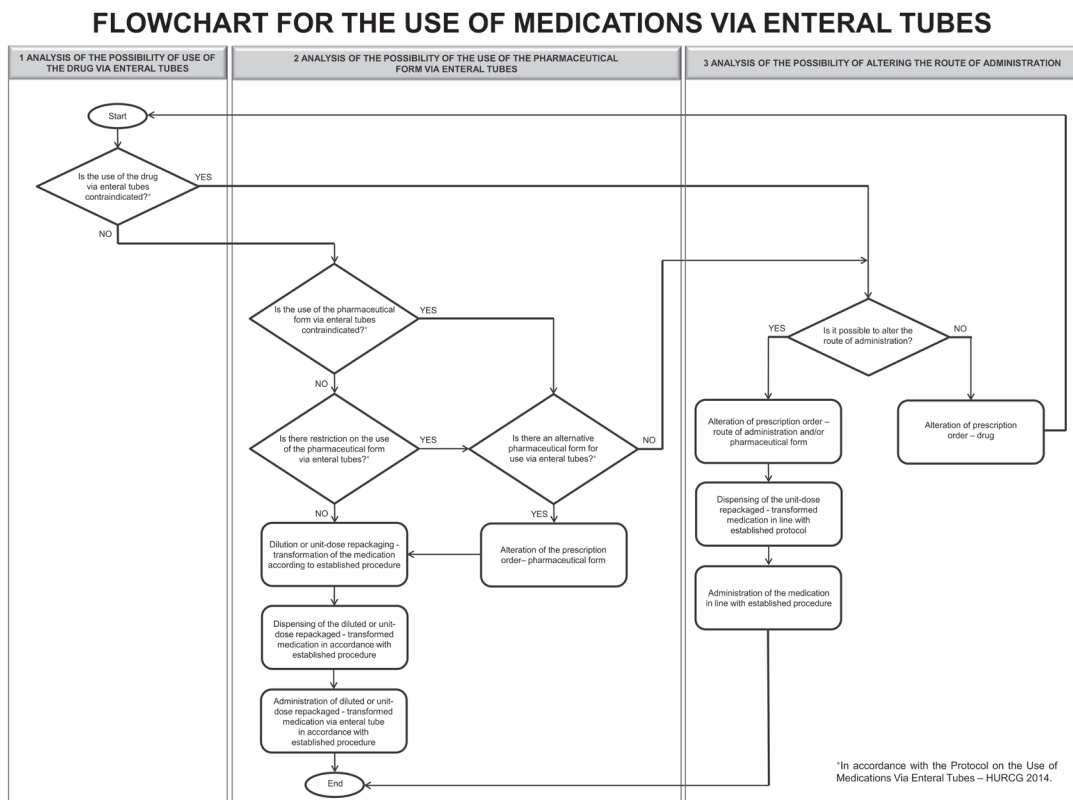 FLOWCHART FOR THE USE OF MEDICATIONS VIA ENTERAL TUBES
1 ANALYSIS OF THE POSSIBILITY OF USE OF
THE DRUG VIA ENTERAL TUBES
2 ANALYSIS OF THE POSSIBILITY OF THE USE OF THE PHARMACEUTICAL
FORM VIA ENTERAL TUBES
3 ANALYSIS OF THE POSSIBILITY OF ALTERING THE ROUTE OF ADMINISTRATION
Start
Is the use of the drug
via enteral tubes
contraindicated?*
YES
NO
Is the use of the pharmaceutical
form via enteral tubes
contraindicated?*
YES
NO
Is there restriction on the use
of the pharmaceutical form
via enteral tubes?*
YES
NO
Is there an alternative
pharmaceutical form for
use via enteral tubes?*
NO
YES
Dilution or unit-dose repackaging -
transformation of the medication
according to established procedure
Alteration of the prescription
order– pharmaceutical form
Dispensing of the diluted or unit-
dose repackaged - transformed
medication in accordance with
established procedure
Administration of diluted or unit-
dose repackaged - transformed
medication via enteral tube
in accordance with
established procedure
End
Is it possible to alter the
route of administration?
YES
NO
Alteration of prescription order –
route of administration and/or
pharmaceutical form
Alteration of prescription
order – drug
Dispensing of the unit-dose
repackaged - transformed
medication in line with
established protocol
Administration of the medication
in line with established procedure
*In accordance with the Protocol on the Use of
Medications Via Enteral Tubes – HURCG 2014.